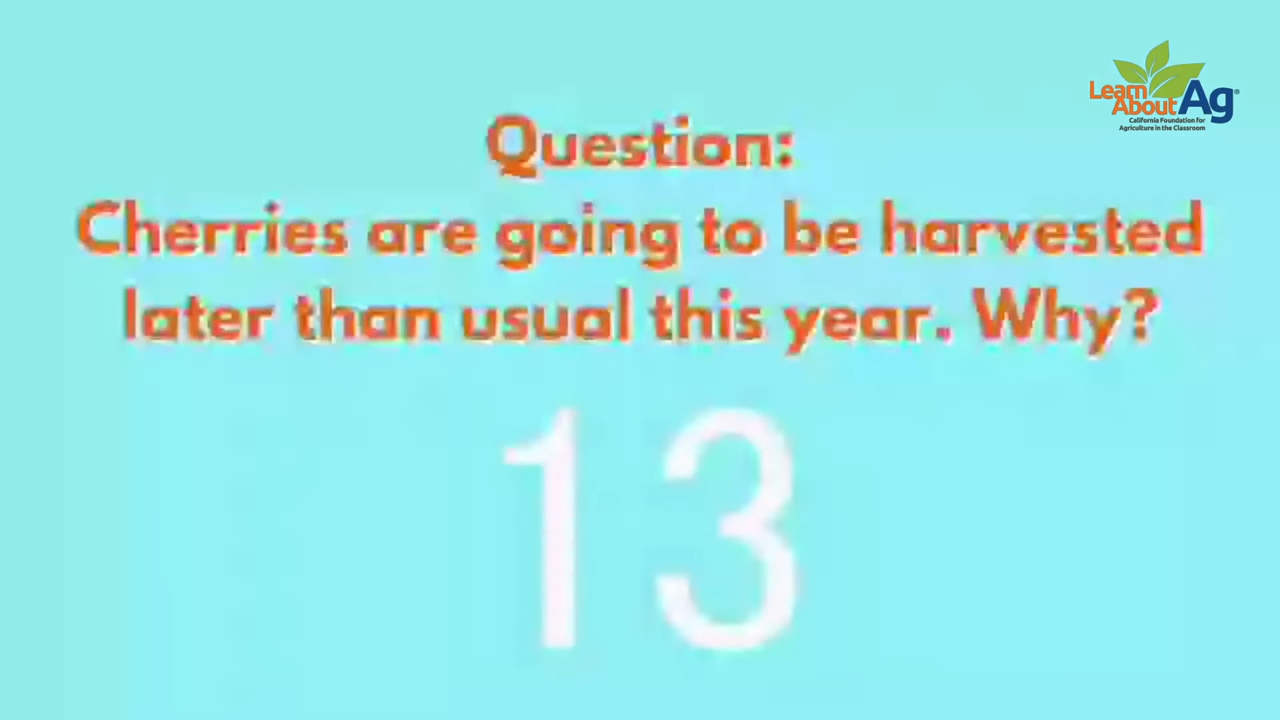 Learn
About Ag®
California Foundation for
Agriculture in the Classroom
Question:
Cherries are going to be harvested
later than usual this year. Why?
13